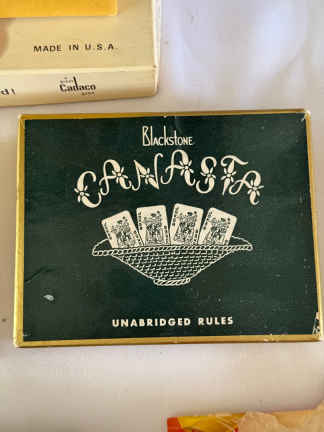 MADE IN U.S.A.
Cadaco
Blackstone
CANASTA
UNABRIDGED RULES